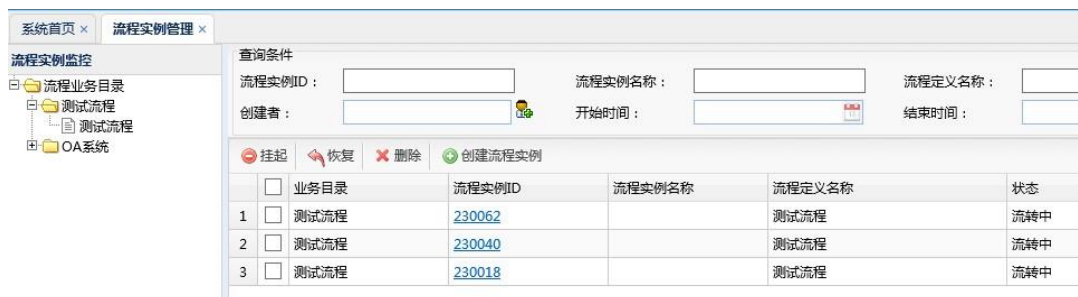 系统首页 × 流程实例管理 ×
流程实例监控
流程业务目录
测试流程
测试流程
OA系统
查询条件
流程实例ID： 流程实例名称： 流程定义名称：
创建者： 开始时间： 结束时间：
挂起 恢复 删除 创建流程实例
业务目录 流程实例ID 流程实例名称 流程定义名称 状态
1 测试流程 230062 测试流程 流转中
2 测试流程 230040 测试流程 流转中
3 测试流程 230018 测试流程 流转中